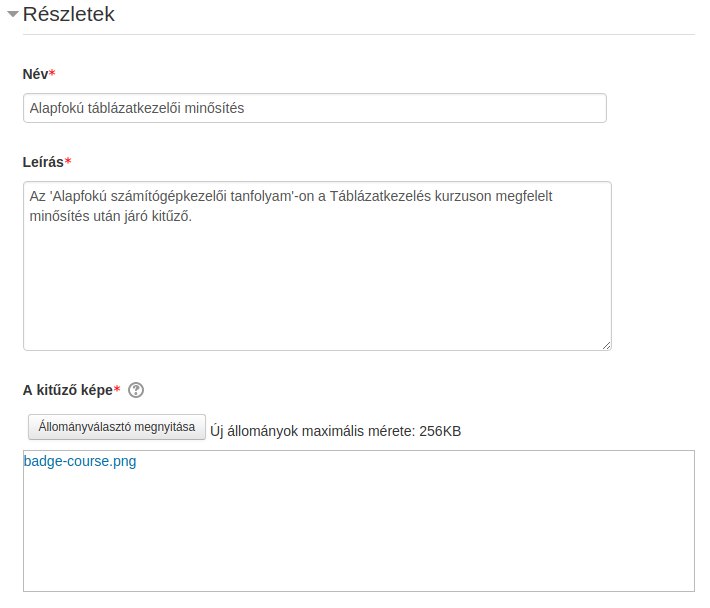 Részletek
Név*
Alapfokú táblázatkezelői minősítés
Leírás*
Az 'Alapfokú számítógépkezelői tanfolyam'-on a Táblázatkezelés kurzuson megfelelt
minősítés után járó kitűző.
A kitűző képe* ?
Állományválasztó megnyitása Új állományok maximális mérete: 256KB
badge-course.png